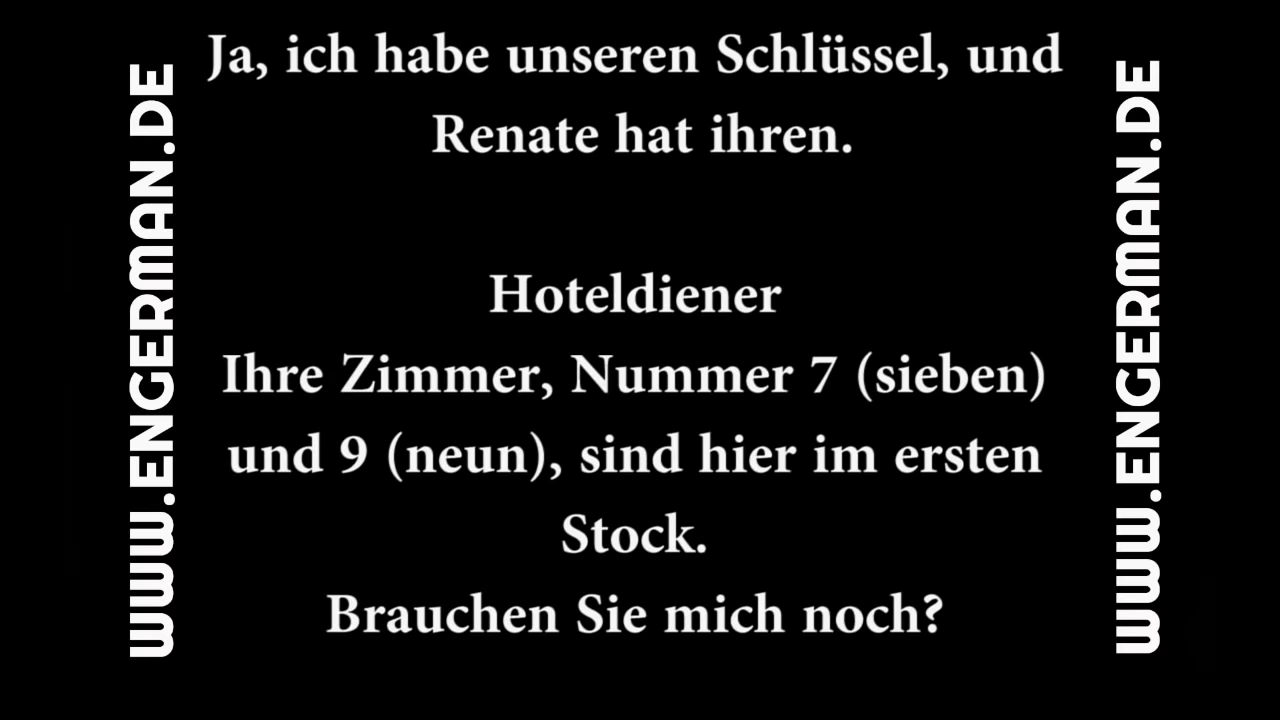 Ja, ich habe unseren Schlüssel, und
Renate hat ihren.
Hoteldiener
Ihre Zimmer, Nummer 7 (sieben)
und 9 (neun), sind hier im ersten
Stock.
Brauchen Sie mich noch?
WWW.ENGERMAN.DE
WWW.ENGERMAN.DE